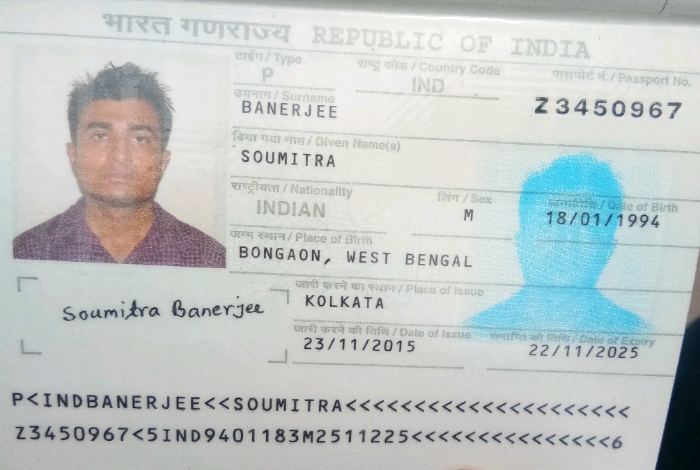 भारत गणराज्य REPUBLIC OF INDIA
टाईप/Type
राष्ट्र कोड / Country Code
पासपोर्ट नं./Passport No.
P
IND
Z3450967
उपनाम/Surname
BANERJEE
दिया गया नाम/Given Name(s)
SOUMITRA
राष्ट्रीयता/Nationality
लिंग/Sex
जन्मतिथि/Date of Birth
INDIAN
M
18/01/1994
जन्म स्थान/Place of Birth
BONGAON, WEST BENGAL
जारी करने का स्थान/Place of Issue
KOLKATA
Soumitra Banerjee
जारी करने की तिथि/Date of Issue
समाप्ति की तिथि/Date of Expiry
23/11/2015
22/11/2025
P<INDBANERJEE<<SOUMITRA<<<<<<<<<<<<<<<<<<<<<
Z3450967<5IND9401183M2511225<<<<<<<<<<<<<<<6